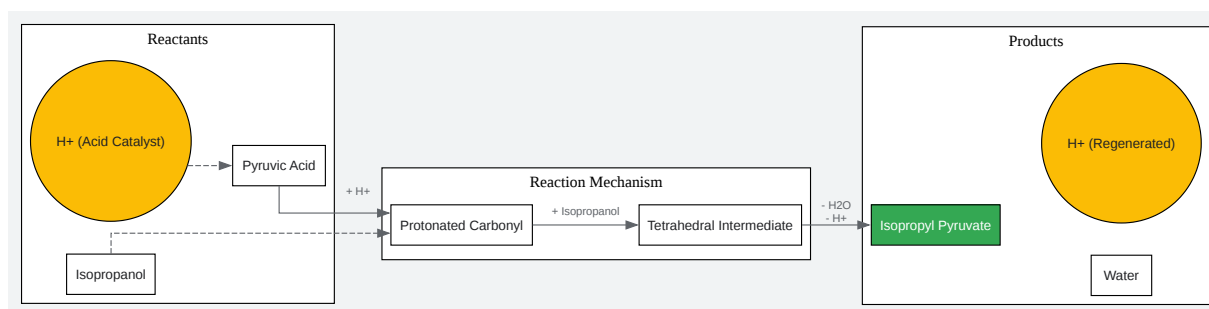 Reactants
H+ (Acid Catalyst)
Pyruvic Acid
Isopropanol
+ H+
Reaction Mechanism
Protonated Carbonyl
+ Isopropanol
Tetrahedral Intermediate
- H2O
- H+
Products
H+ (Regenerated)
Isopropyl Pyruvate
Water